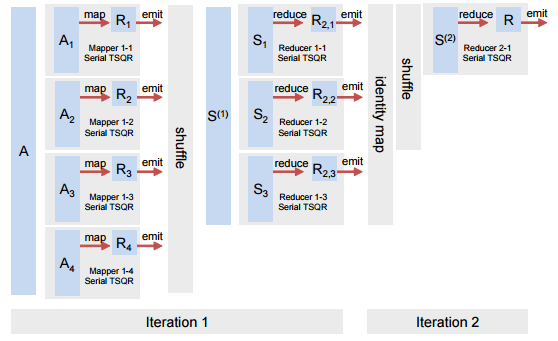 A
A1
map
R1
emit
Mapper 1-1
Serial TSQR
A2
map
R2
emit
Mapper 1-2
Serial TSQR
A3
map
R3
emit
Mapper 1-3
Serial TSQR
A4
map
R4
emit
Mapper 1-4
Serial TSQR
shuffle
S(1)
S1
reduce
R2,1
emit
Reducer 1-1
Serial TSQR
S2
reduce
R2,2
emit
Reducer 1-2
Serial TSQR
S3
reduce
R2,3
emit
Reducer 1-3
Serial TSQR
identity map
shuffle
S(2)
reduce
R
emit
Reducer 2-1
Serial TSQR
Iteration 1
Iteration 2